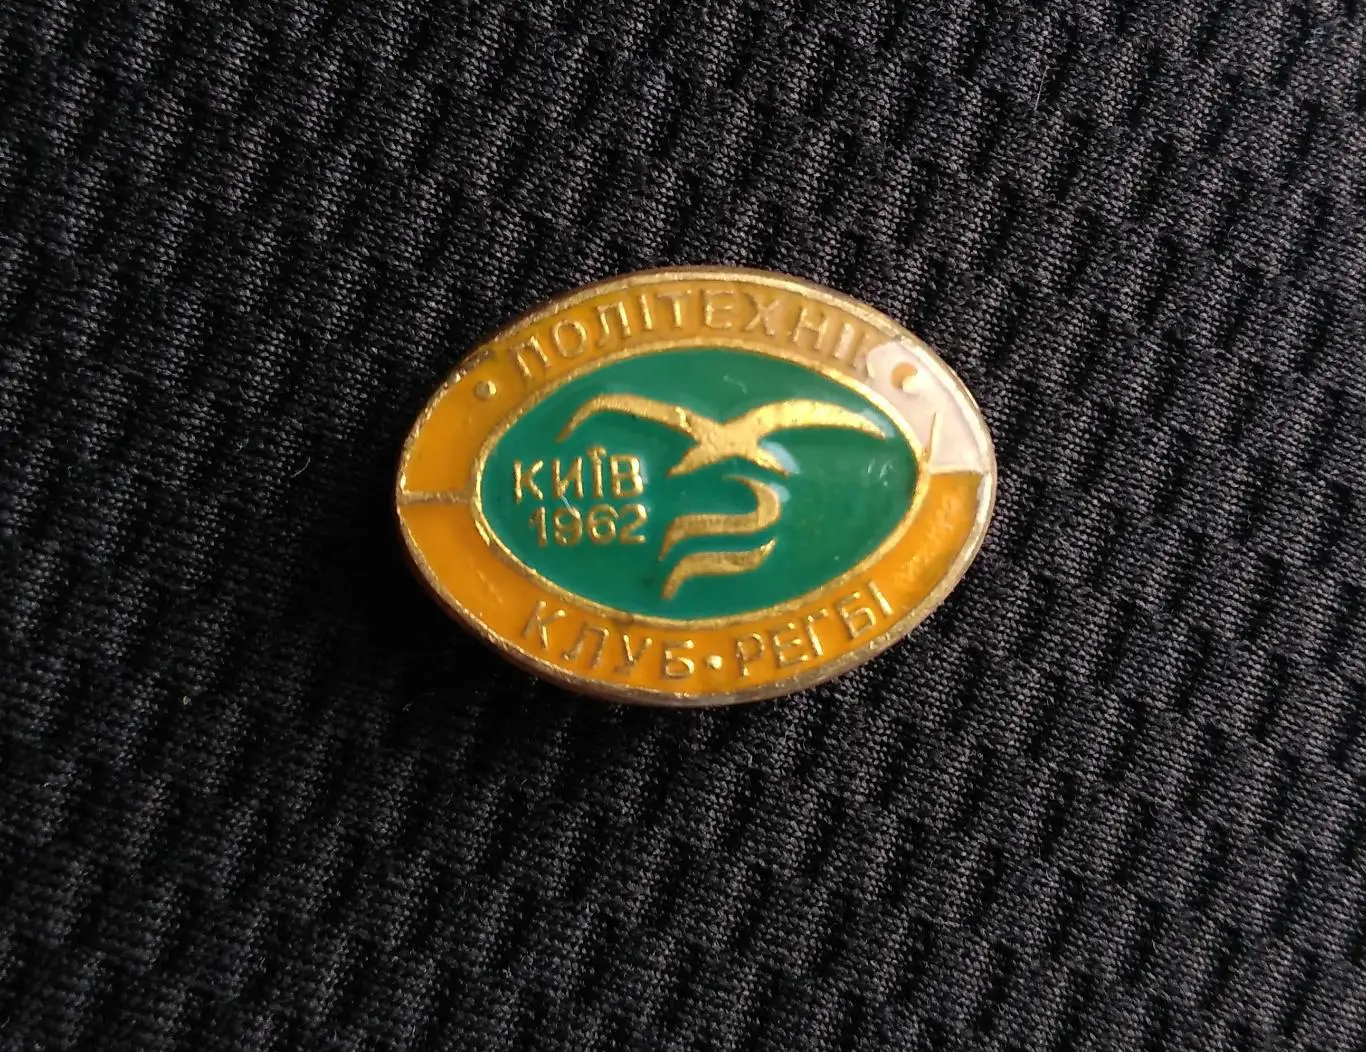 • ПОЛІТЕХНІК •
КИЇВ
1962
КЛУБ • РЕГБІ